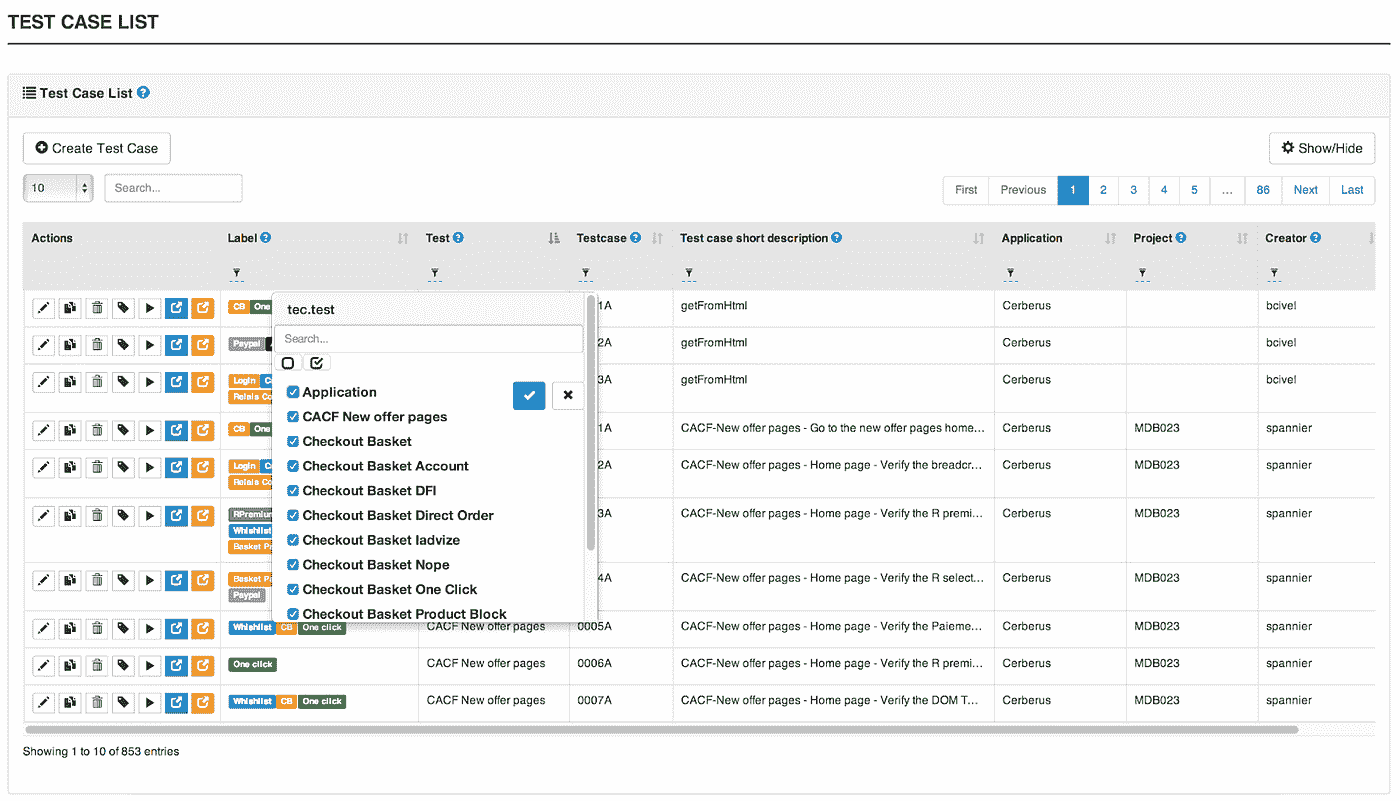 TEST CASE LIST
Test Case List
Create Test Case
Show/Hide
10 Search...
First Previous 1 2 3 4 5 ... 86 Next Last
Actions Label Test Testcase Test case short description Application Project Creator
tec.test
Search...
Application
CACF New offer pages
Checkout Basket
Checkout Basket Account
Checkout Basket DFI
Checkout Basket Direct Order
Checkout Basket Iadvize
Checkout Basket Nope
Checkout Basket One Click
Checkout Basket Product Block
CB One 1A getFromHtml Cerberus bcivel
Paypal 2A getFromHtml Cerberus bcivel
Login C 3A getFromHtml Cerberus bcivel
Relais Co
CB One 1A CACF-New offer pages - Go to the new offer pages home... Cerberus MDB023 spannier
Login C 2A CACF-New offer pages - Home page - Verify the breadcr... Cerberus MDB023 spannier
Relais Co
RPremium 3A CACF-New offer pages - Home page - Verify the R premi... Cerberus MDB023 spannier
Whishlist
Basket Pa
Basket Pa 4A CACF-New offer pages - Home page - Verify the R select... Cerberus MDB023 spannier
Paypal
Whishlist CB One click CACF New offer pages 0005A CACF-New offer pages - Home page - Verify the Paieme... Cerberus MDB023 spannier
One click CACF New offer pages 0006A CACF-New offer pages - Home page - Verify the R premi... Cerberus MDB023 spannier
Whishlist CB One click CACF New offer pages 0007A CACF-New offer pages - Home page - Verify the DOM T... Cerberus MDB023 spannier
Showing 1 to 10 of 853 entries